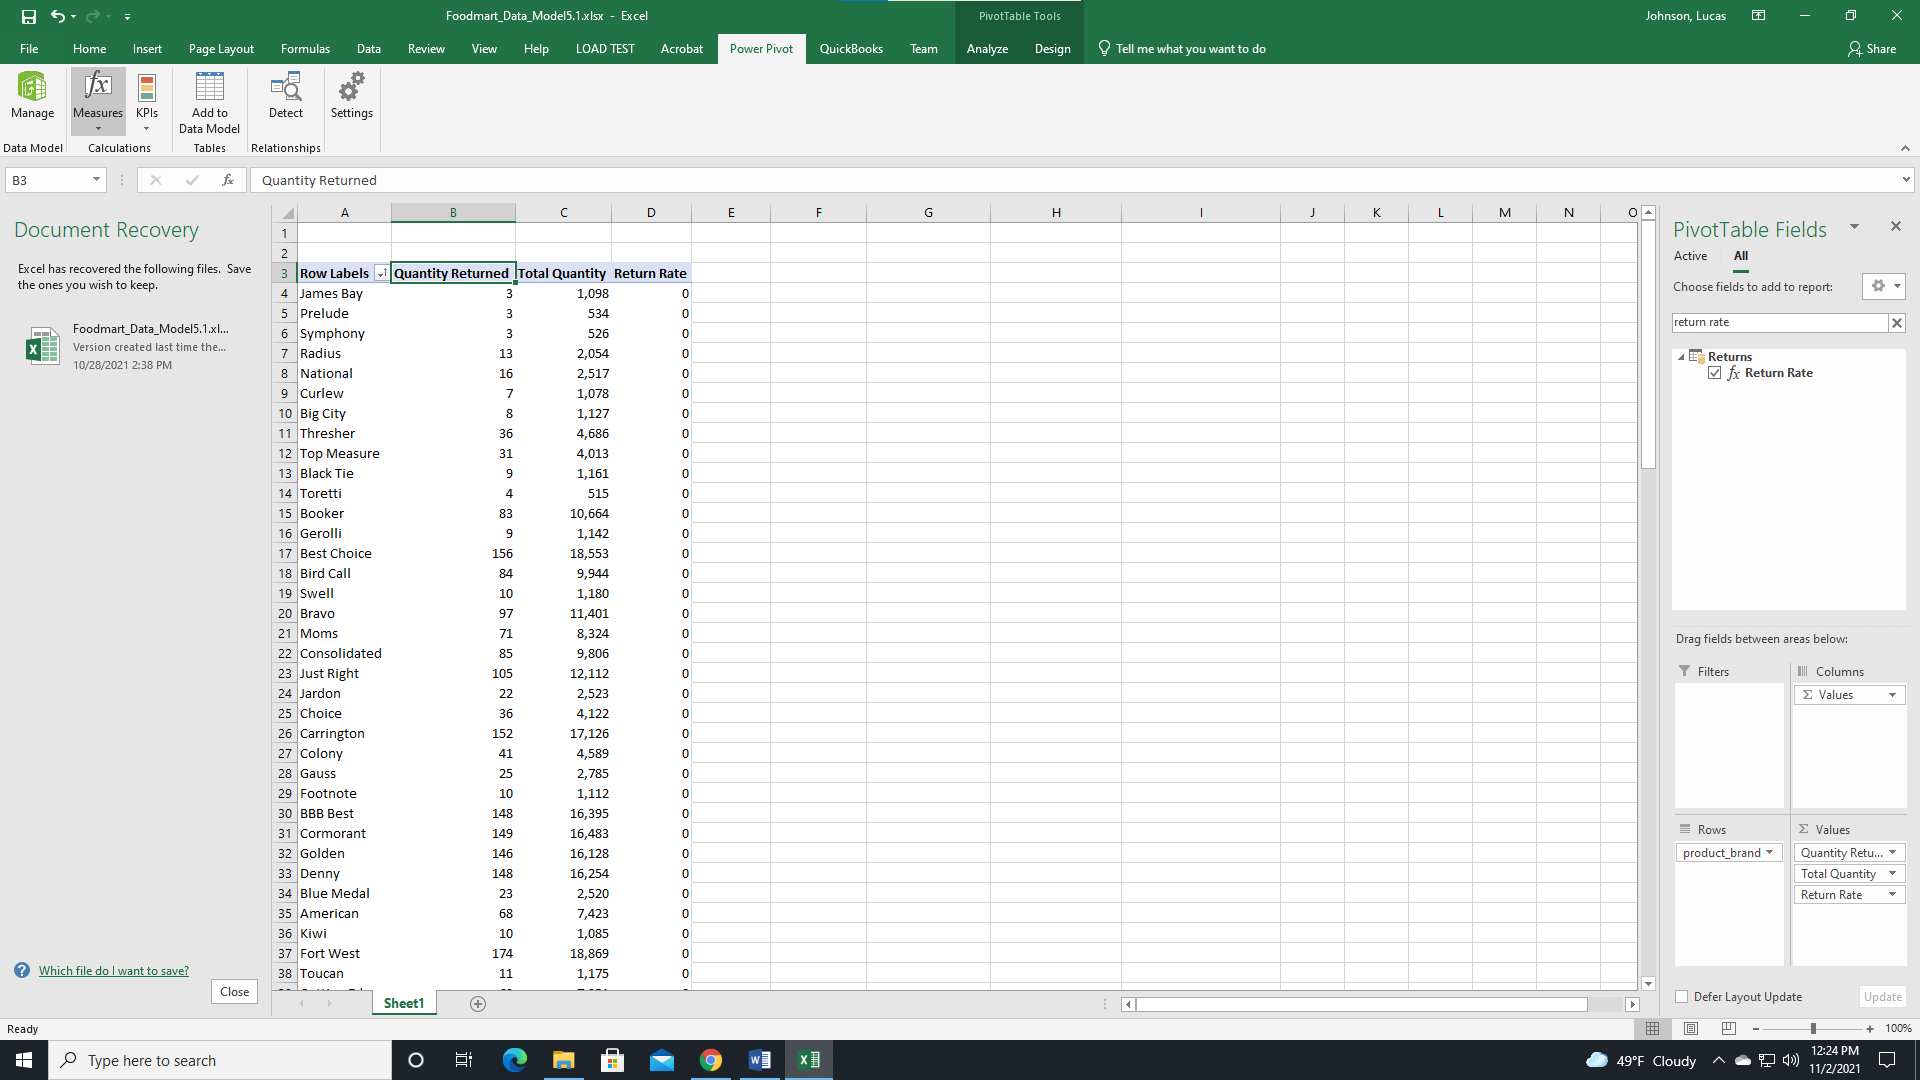 Foodmart_Data_Model5.1.xlsx - Excel
PivotTable Tools
Johnson, Lucas
File Home Insert Page Layout Formulas Data Review View Help LOAD TEST Acrobat Power Pivot QuickBooks Team Analyze Design Tell me what you want to do Share
Manage Measures KPIs Add to Data Model Detect Settings
Data Model Calculations Tables Relationships
B3 fx Quantity Returned
Document Recovery
Excel has recovered the following files. Save
the ones you wish to keep.
Foodmart_Data_Model5.1.xl...
Version created last time the...
10/28/2021 2:38 PM
Which file do I want to save?
Close
A B C D E F G H I J K L M N O
1
2
3 Row Labels Quantity Returned Total Quantity Return Rate
4 James Bay 3 1,098 0
5 Prelude 3 534 0
6 Symphony 3 526 0
7 Radius 13 2,054 0
8 National 16 2,517 0
9 Curlew 7 1,078 0
10 Big City 8 1,127 0
11 Thresher 36 4,686 0
12 Top Measure 31 4,013 0
13 Black Tie 9 1,161 0
14 Toretti 4 515 0
15 Booker 83 10,664 0
16 Gerolli 9 1,142 0
17 Best Choice 156 18,553 0
18 Bird Call 84 9,944 0
19 Swell 10 1,180 0
20 Bravo 97 11,401 0
21 Moms 71 8,324 0
22 Consolidated 85 9,806 0
23 Just Right 105 12,112 0
24 Jardon 22 2,523 0
25 Choice 36 4,122 0
26 Carrington 152 17,126 0
27 Colony 41 4,589 0
28 Gauss 25 2,785 0
29 Footnote 10 1,112 0
30 BBB Best 148 16,395 0
31 Cormorant 149 16,483 0
32 Golden 146 16,128 0
33 Denny 148 16,254 0
34 Blue Medal 23 2,520 0
35 American 68 7,423 0
36 Kiwi 10 1,085 0
37 Fort West 174 18,869 0
38 Toucan 11 1,175 0
Sheet1
PivotTable Fields
Active All
Choose fields to add to report:
return rate
Returns
fx Return Rate
Drag fields between areas below:
Filters Columns
Σ Values
Rows Σ Values
product_brand Quantity Retu...
Total Quantity
Return Rate
Defer Layout Update Update
Ready 100%
Type here to search
49°F Cloudy
12:24 PM
11/2/2021